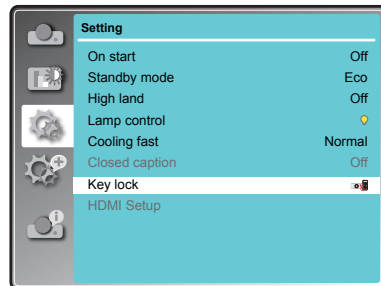 Setting
On start Off
Standby mode Eco
High land Off
Lamp control
Cooling fast Normal
Closed caption Off
Key lock
HDMI Setup